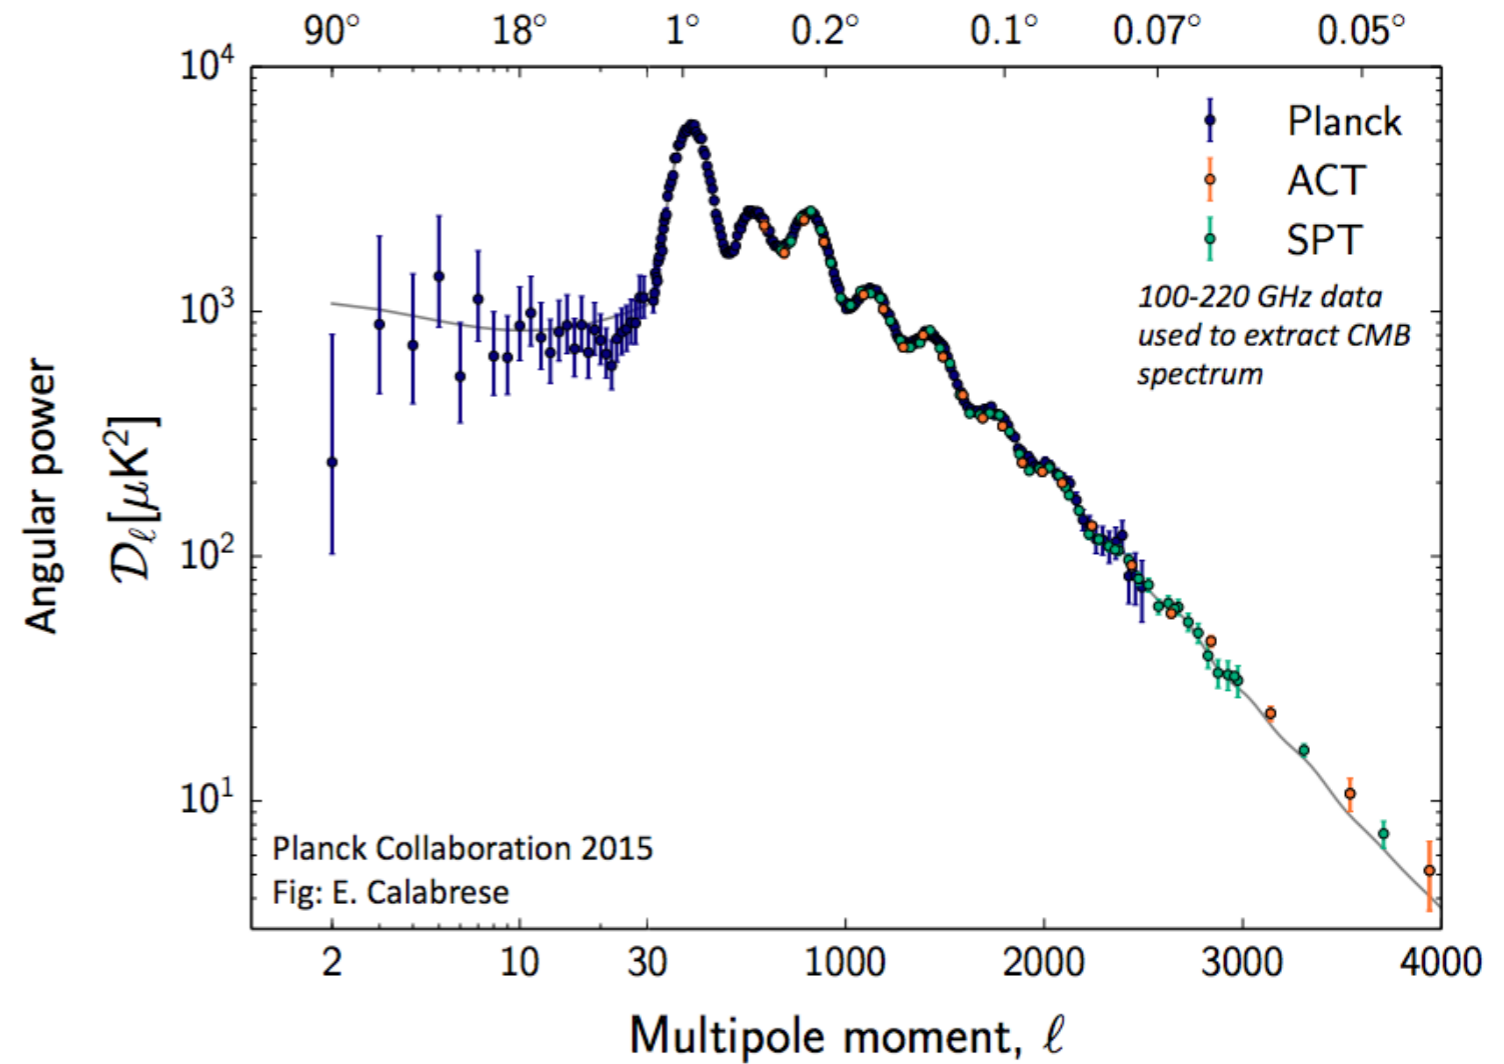 90° 18° 1° 0.2° 0.1° 0.07° 0.05°
10⁴
10³
10²
10¹
Angular power
𝒟ℓ[μK²]
Planck
ACT
SPT
100-220 GHz data
used to extract CMB
spectrum
Planck Collaboration 2015
Fig: E. Calabrese
2 10 30 1000 2000 3000 4000
Multipole moment, ℓ